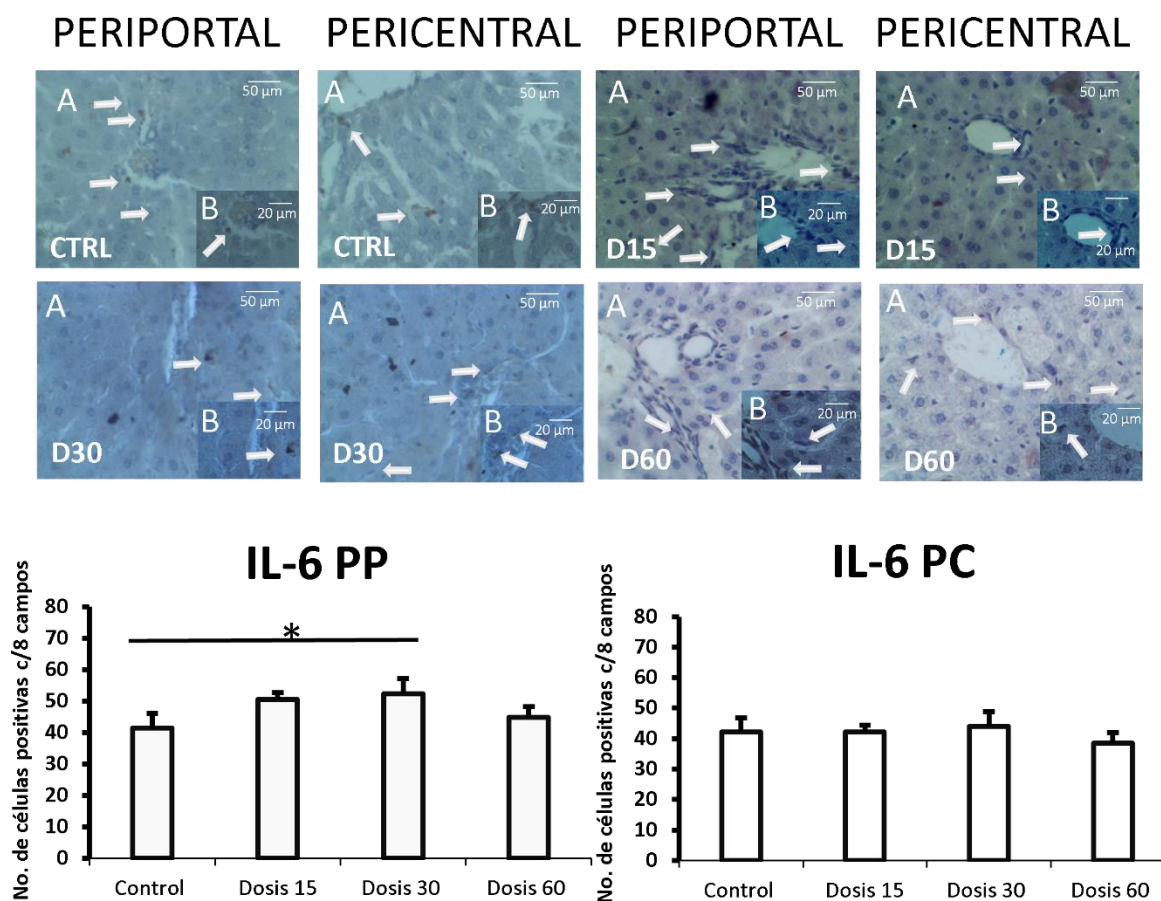 PERIPORTAL PERICENTRAL PERIPORTAL PERICENTRAL
A 50 µm
B 20 µm
CTRL
A 50 µm
B 20 µm
CTRL
A 50 µm
B 20 µm
D15
A 50 µm
B
20 µm
D15
A 50 µm
B 20 µm
D30
A 50 µm
B 20 µm
D30
A 50 µm
B 20 µm
D60
A 50 µm
B 20 µm
D60
IL-6 PP
No. de células positivas c/8 campos
80
70
60
50
40
30
20
10
0
*
Control Dosis 15 Dosis 30 Dosis 60
IL-6 PC
No. de células positivas c/8 campos
80
70
60
50
40
30
20
10
0
Control Dosis 15 Dosis 30 Dosis 60